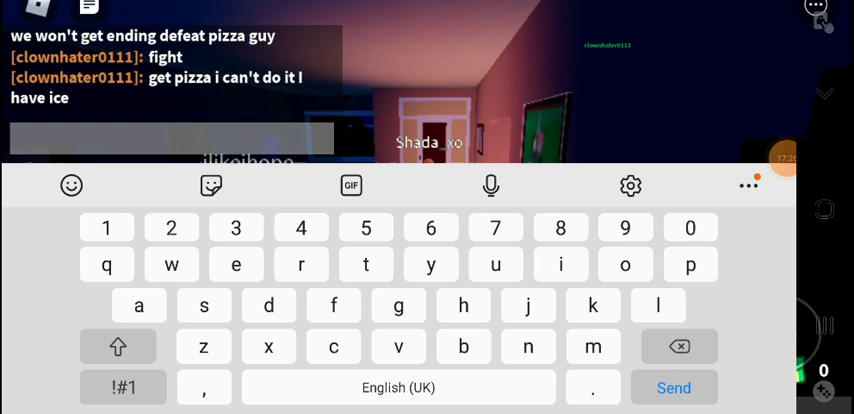 we won't get ending defeat pizza guy
[clownhater0111]: fight
[clownhater0111]: get pizza i can't do it I
have ice
clownhater0111
Shada_xo
17:26
GIF
1 2 3 4 5 6 7 8 9 0
q w e r t y u i o p
a s d f g h j k l
z x c v b n m
!#1 , English (UK) . Send
0